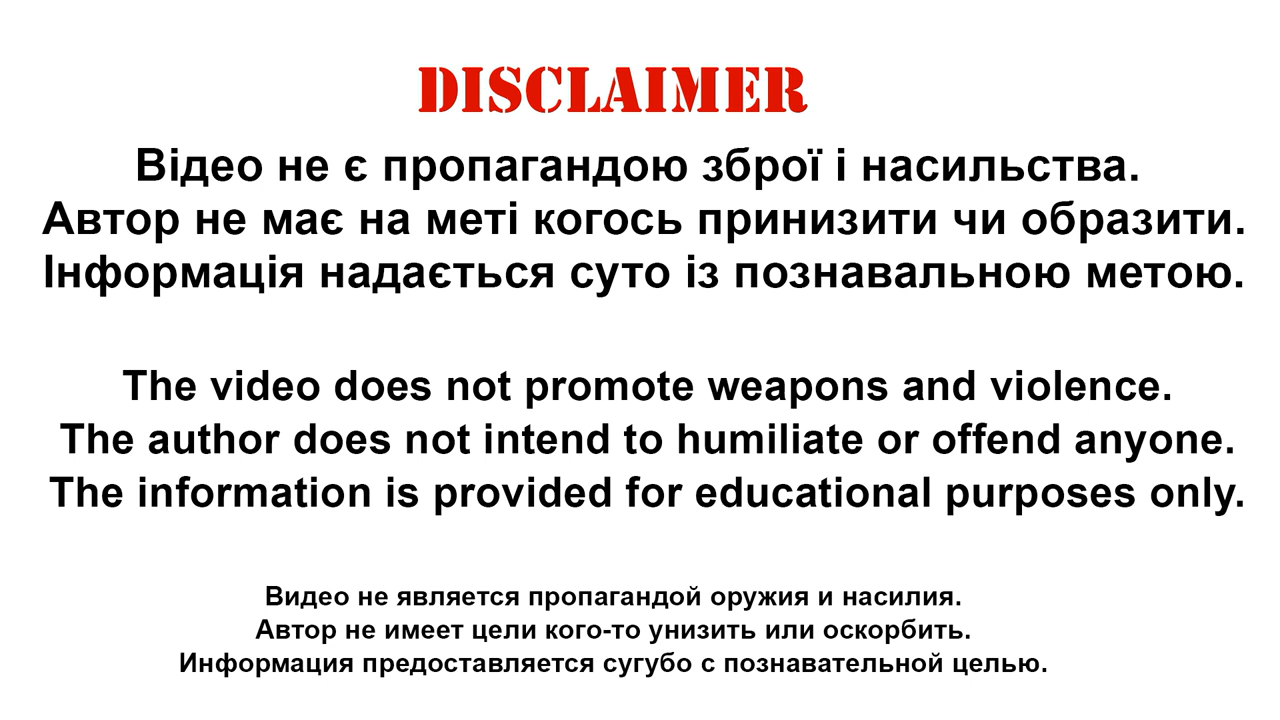 DISCLAIMER
Відео не є пропагандою зброї і насильства.
Автор не має на меті когось принизити чи образити.
Інформація надається суто із познавальною метою.
The video does not promote weapons and violence.
The author does not intend to humiliate or offend anyone.
The information is provided for educational purposes only.
Видео не является пропагандой оружия и насилия.
Автор не имеет цели кого-то унизить или оскорбить.
Информация предоставляется сугубо с познавательной целью.